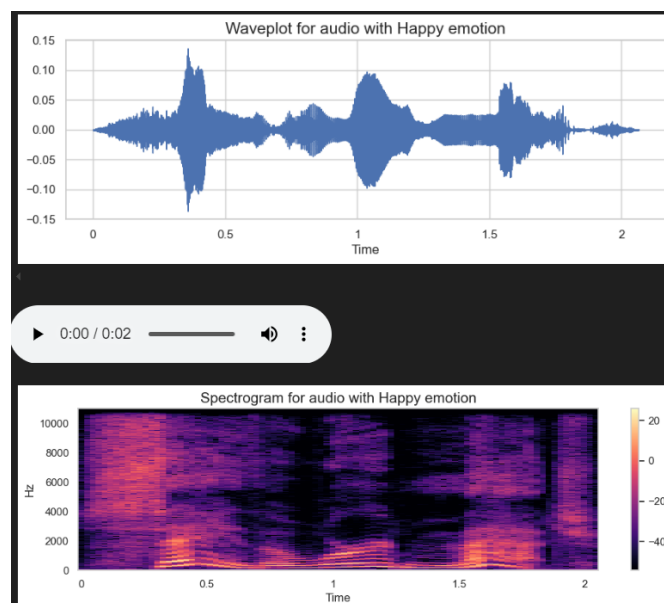 Waveplot for audio with Happy emotion
0.15
0.10
0.05
0.00
−0.05
−0.10
−0.15
0 0.5 1 1.5 2
Time
0:00 / 0:02
Spectrogram for audio with Happy emotion
10000
8000
6000
4000
2000
0
Hz
0 0.5 1 1.5 2
Time
20
0
−20
−40